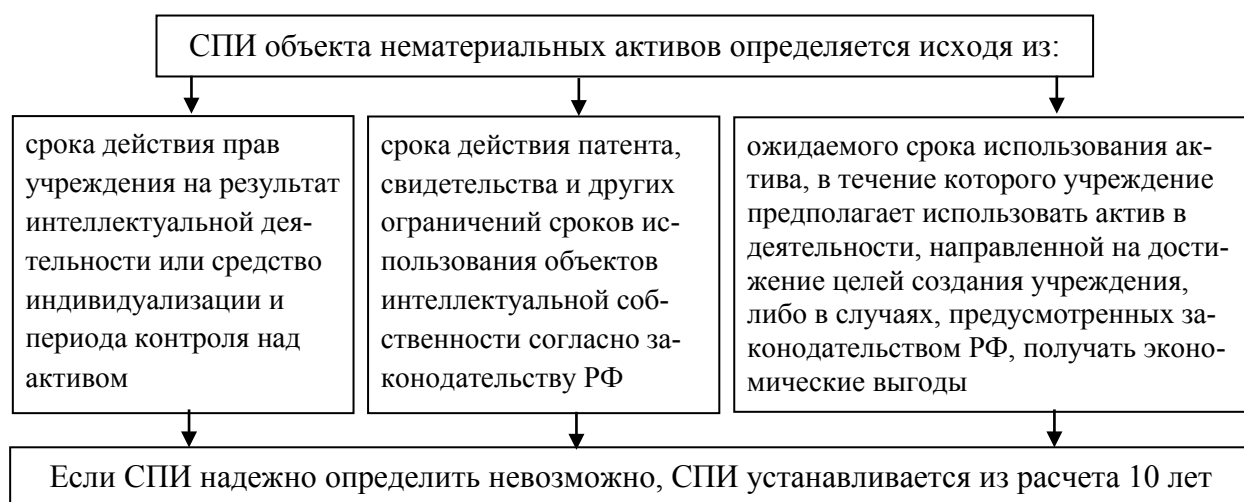 СПИ объекта нематериальных активов определяется исходя из:
срока действия прав
учреждения на результат
интеллектуальной дея-
тельности или средство
индивидуализации и
периода контроля над
активом
срока действия патента,
свидетельства и других
ограничений сроков ис-
пользования объектов
интеллектуальной соб-
ственности согласно за-
конодательству РФ
ожидаемого срока использования ак-
тива, в течение которого учреждение
предполагает использовать актив в
деятельности, направленной на дости-
жение целей создания учреждения,
либо в случаях, предусмотренных за-
конодательством РФ, получать эконо-
мические выгоды
Если СПИ надежно определить невозможно, СПИ устанавливается из расчета 10 лет